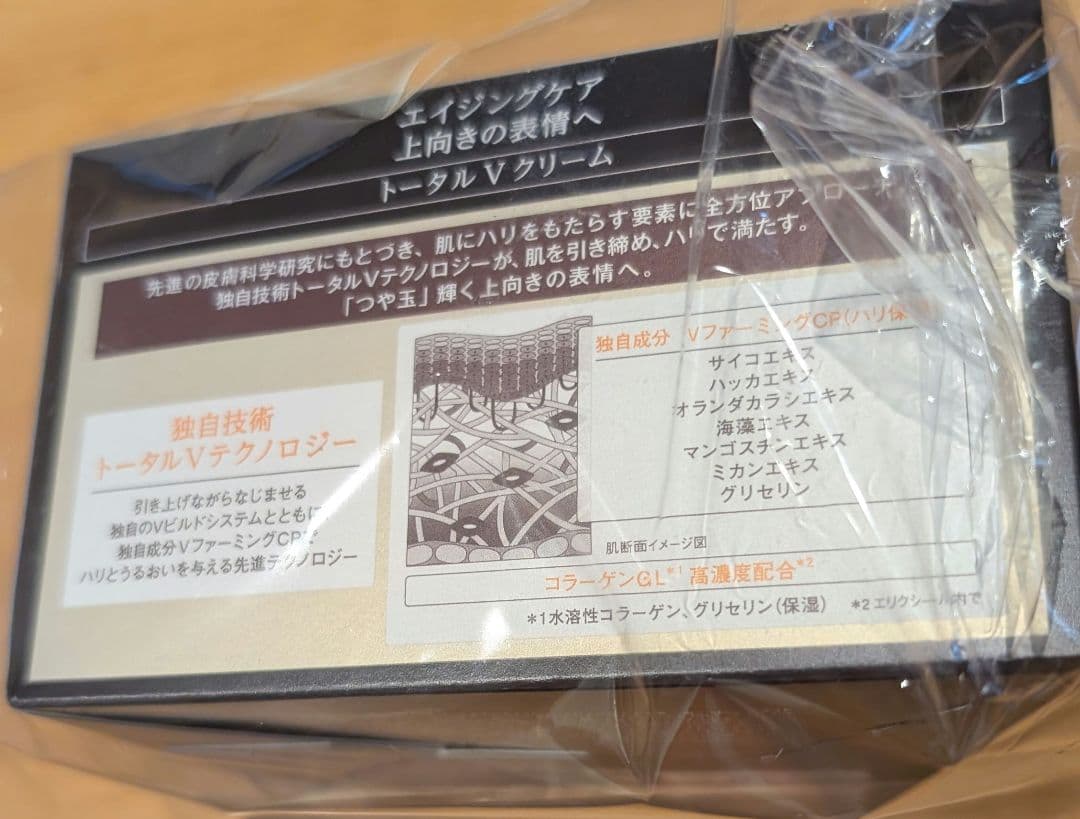 エイジングケア
上向きの表情へ
トータル V クリーム
先進の皮膚科学研究にもとづき、肌にハリをもたらす要素に全方位アプローチ
独自技術トータルVテクノロジーが、肌を引き締め、ハリで満たす。
「つや玉」輝く上向きの表情へ。
独自技術
トータルVテクノロジー
引き上げながらなじませる
独自のVビルドシステムとともに、
独自成分VファーミングCPで
ハリとうるおいを与える先進テクノロジー
独自成分 VファーミングCP(ハリ保湿)
サイコエキス
ハッカエキス
オランダカラシエキス
海藻エキス
マンゴスチンエキス
ミカンエキス
グリセリン
肌断面イメージ図
コラーゲンGL*1 高濃度配合*2
*1水溶性コラーゲン、グリセリン(保湿) *2エリクシール内で